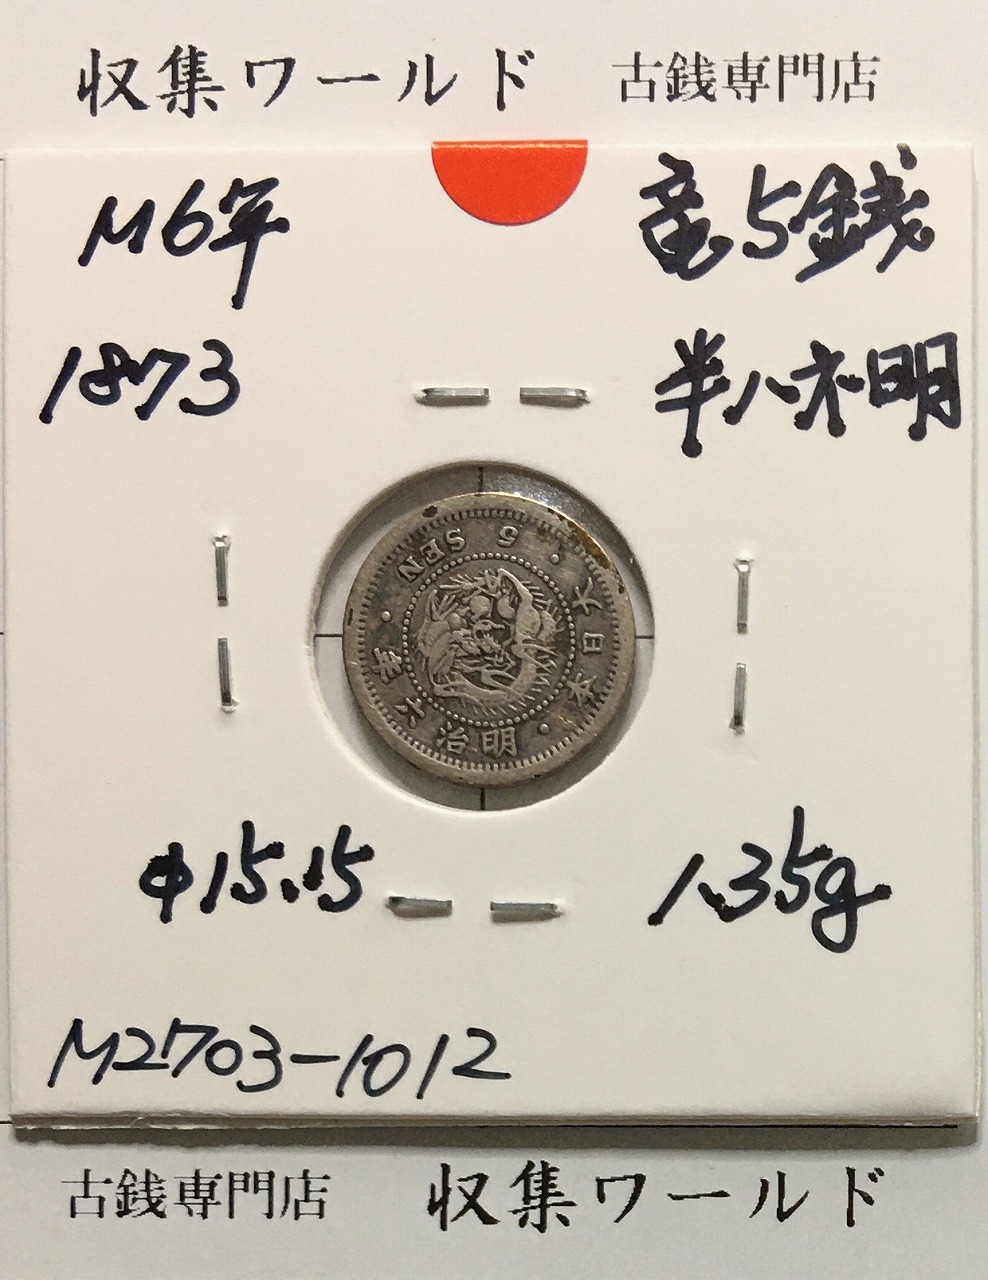 収集ワールド 古銭専門店
M6年 竜5銭
1873 半ハ六明
5 SEN
大日本
明治六年
φ15.15 1.35g
M2703-1012
古銭専門店 収集ワールド